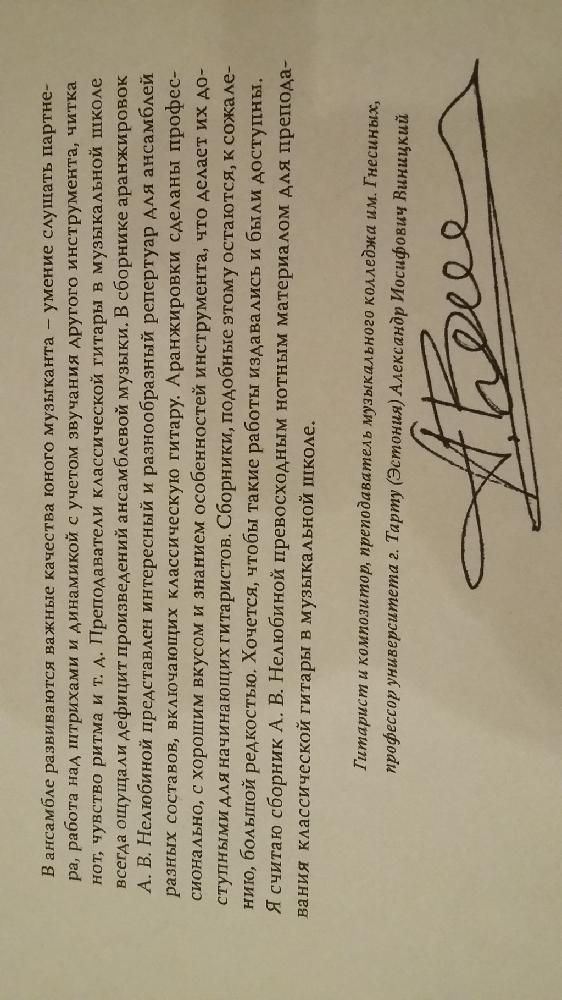 В ансамбле развиваются важные качества юного музыканта – умение слушать партне-
ра, работа над штрихами и динамикой с учетом звучания другого инструмента, читка
нот, чувство ритма и т. д. Преподаватели классической гитары в музыкальной школе
всегда ощущали дефицит произведений ансамблевой музыки. В сборнике аранжировок
А. В. Нелюбиной представлен интересный и разнообразный репертуар для ансамблей
разных составов, включающих классическую гитару. Аранжировки сделаны профес-
сионально, с хорошим вкусом и знанием особенностей инструмента, что делает их до-
ступными для начинающих гитаристов. Сборники, подобные этому остаются, к сожале-
нию, большой редкостью. Хочется, чтобы такие работы издавались и были доступны.
Я считаю сборник А. В. Нелюбиной превосходным нотным материалом для препода-
вания классической гитары в музыкальной школе.
Гитарист и композитор, преподаватель музыкального колледжа им. Гнесиных,
профессор университета г. Тарту (Эстония) Александр Иосифович Виницкий